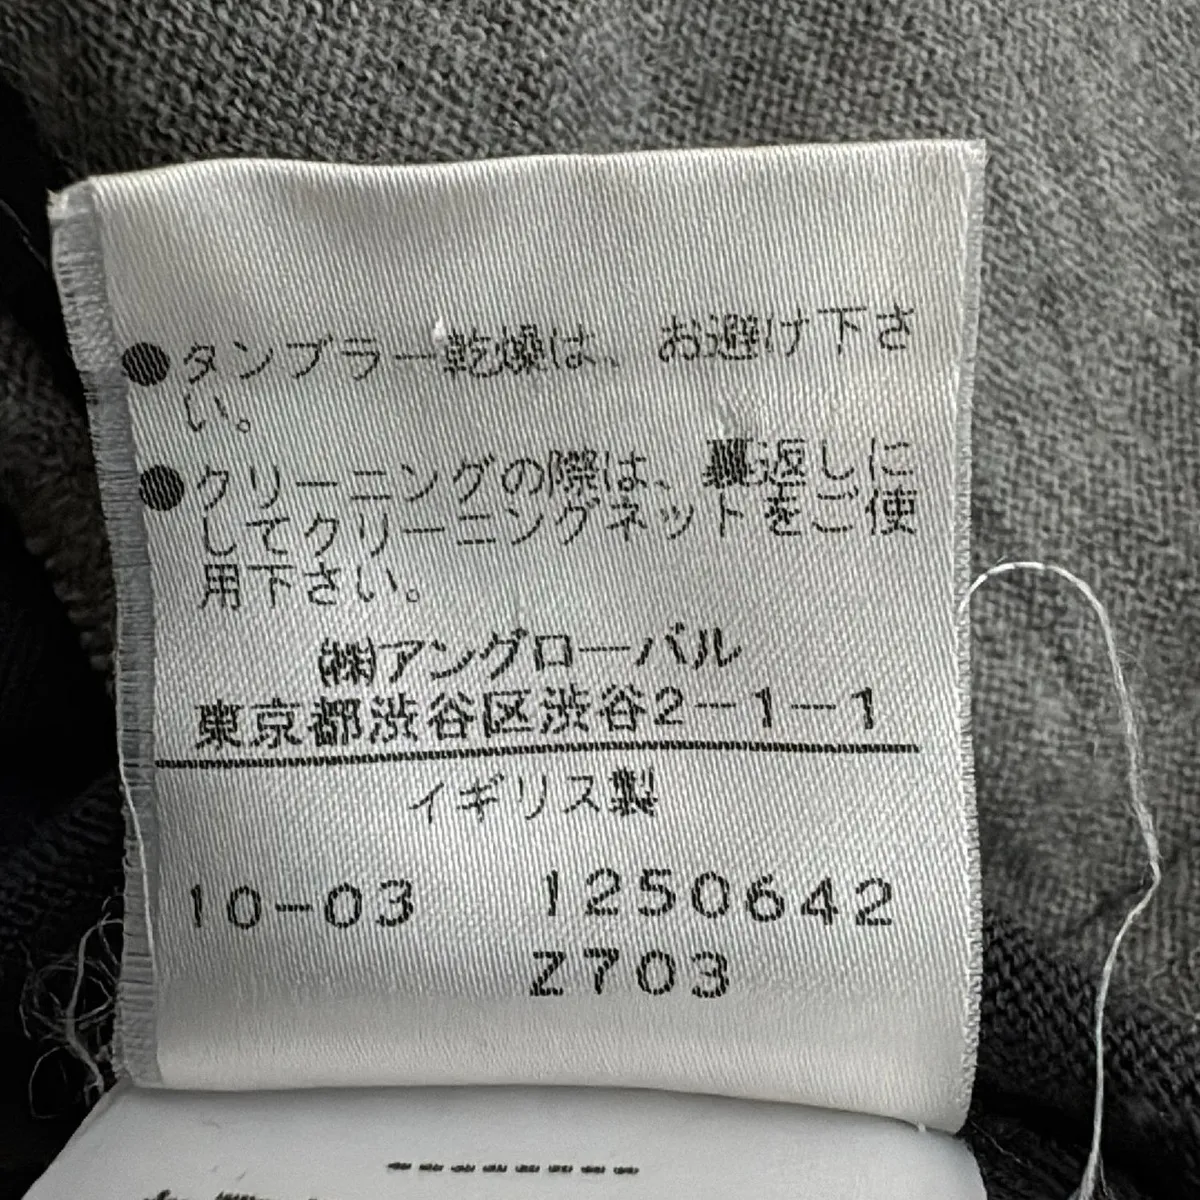 ●タンブラー乾燥は、お避け下さ
い。
●クリーニングの際は、裏返しに
してクリーニングネットをご使
用下さい。
㈱アングローバル
東京都渋谷区渋谷2-1-1
イギリス製
10-03 1250642
Z703